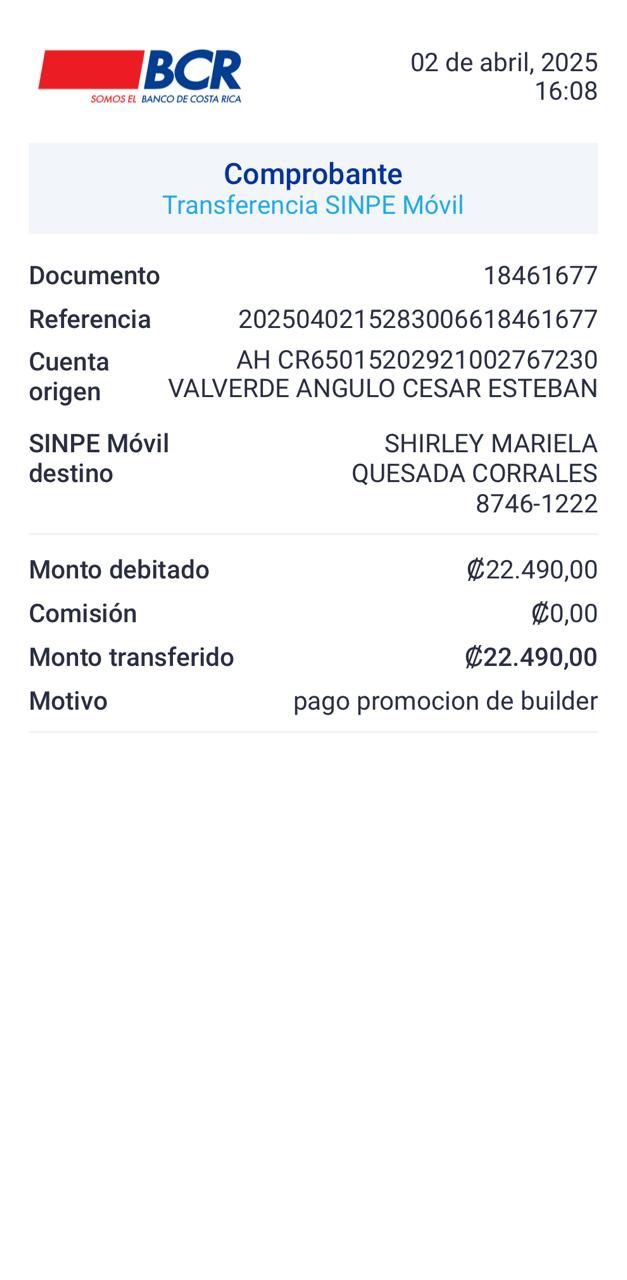 BCR
SOMOS EL BANCO DE COSTA RICA
02 de abril, 2025
16:08
Comprobante
Transferencia SINPE Móvil
Documento 18461677
Referencia 2025040215283006618461677
Cuenta origen AH CR65015202921002767230
VALVERDE ANGULO CESAR ESTEBAN
SINPE Móvil destino SHIRLEY MARIELA
QUESADA CORRALES
8746-1222
Monto debitado ₡22.490,00
Comisión ₡0,00
Monto transferido ₡22.490,00
Motivo pago promocion de builder